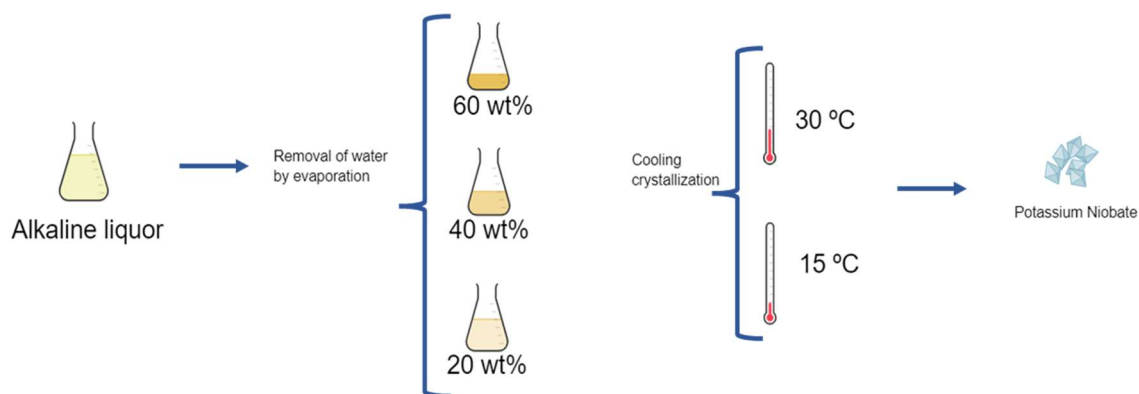 Alkaline liquor
Removal of water
by evaporation
60 wt%
40 wt%
20 wt%
Cooling
crystallization
30 ºC
15 ºC
Potassium Niobate